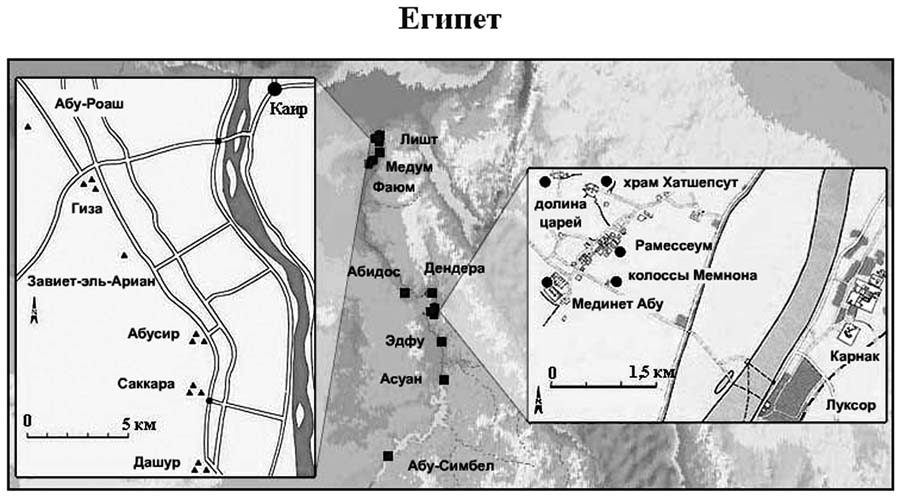 Египет
Абу-Роаш
Каир
Гиза
Завиет-эль-Ариан
Абусир
Саккара
0
5 км
Дашур
Лишт
Медум
Фаюм
Абидос
Дендера
Эдфу
Асуан
Абу-Симбел
храм Хатшепсут
долина
царей
Рамессеум
колоссы Мемнона
Мединет Абу
Карнак
0
1,5 км
Луксор